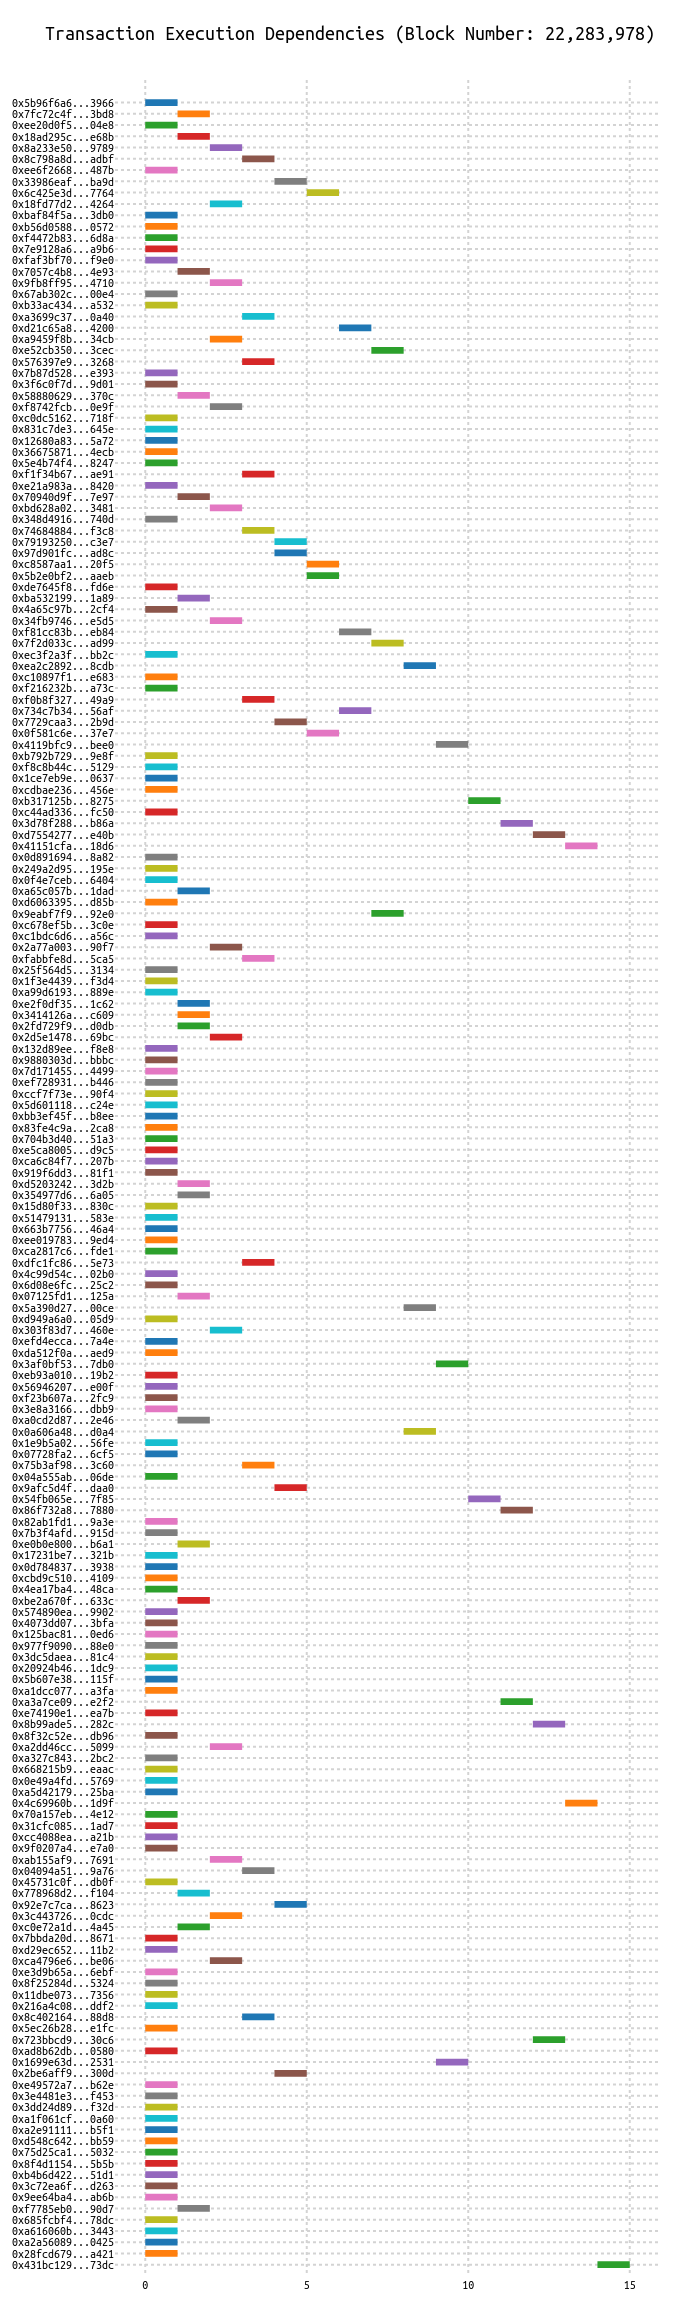 Transaction Execution Dependencies (Block Number: 22,283,978)
0x5b96f6a6...3966
0x7fc72c4f...3bd8
0xee20d0f5...04e8
0x18ad295c...e68b
0x8a233e50...9789
0x8c798a8d...adbf
0xee6f2668...487b
0x33986eaf...ba9d
0x6c425e3d...7764
0x18fd77d2...4264
0xbaf84f5a...3db0
0xb56d0588...0572
0xf4472b83...6d8a
0x7e9128a6...a9b6
0xfaf3bf70...f9e0
0x7057c4b8...4e93
0x9fb8ff95...4710
0x67ab302c...00e4
0xb33ac434...a532
0xa3699c37...0a40
0xd21c65a8...4200
0xa9459f8b...34cb
0xe52cb350...3cec
0x576397e9...3268
0x7b87d528...e393
0x3f6c0f7d...9d01
0x58880629...370c
0xf8742fcb...0e9f
0xc0dc5162...718f
0x831c7de3...645e
0x12680a83...5a72
0x36675871...4ecb
0x5e4b74f4...8247
0xf1f34b67...ae91
0xe21a983a...8420
0x70940d9f...7e97
0xbd628a02...3481
0x348d4916...740d
0x74684884...f3c8
0x79193250...c3e7
0x97d901fc...ad8c
0xc8587aa1...20f5
0x5b2e0bf2...aaeb
0xde7645f8...fd6e
0xba532199...1a89
0x4a65c97b...2cf4
0x34fb9746...e5d5
0xf81cc83b...eb84
0x7f2d033c...ad99
0xec3f2a3f...bb2c
0xea2c2892...8cdb
0xc10897f1...e683
0xf216232b...a73c
0xf0b8f327...49a9
0x734c7b34...56af
0x7729caa3...2b9d
0x0f581c6e...37e7
0x4119bfc9...bee0
0xb792b729...9e8f
0xf8c8b44c...5129
0x1ce7eb9e...0637
0xcdbae236...456e
0xb317125b...8275
0xc44ad336...fc50
0x3d78f288...b86a
0xd7554277...e40b
0x41151cfa...18d6
0x0d891694...8a82
0x249a2d95...195e
0x0f4e7ceb...6404
0xa65c057b...1dad
0xd6063395...d85b
0x9eabf7f9...92e0
0xc678ef5b...3c0e
0xc1bdc6d6...a56c
0x2a77a003...90f7
0xfabbfe8d...5ca5
0x25f564d5...3134
0x1f3e4439...f3d4
0xa99d6193...889e
0xe2f0df35...1c62
0x3414126a...c609
0x2fd729f9...d0db
0x2d5e1478...69bc
0x132d89ee...f8e8
0x9880303d...bbbc
0x7d171455...4499
0xef728931...b446
0xccf7f73e...90f4
0x5d601118...c24e
0xbb3ef45f...b8ee
0x83fe4c9a...2ca8
0x704b3d40...51a3
0xe5ca8005...d9c5
0xca6c84f7...207b
0x919f6dd3...81f1
0xd5203242...3d2b
0x354977d6...6a05
0x15d80f33...830c
0x51479131...583e
0x663b7756...46a4
0xee019783...9ed4
0xca2817c6...fde1
0xdfc1fc86...5e73
0x4c99d54c...02b0
0x6d08e6fc...25c2
0x07125fd1...125a
0x5a390d27...00ce
0xd949a6a0...05d9
0x303f83d7...460e
0xefd4ecca...7a4e
0xda512f0a...aed9
0x3af0bf53...7db0
0xeb93a010...19b2
0x56946207...e00f
0xf23b607a...2fc9
0x3e8a3166...dbb9
0xa0cd2d87...2e46
0x0a606a48...d0a4
0x1e9b5a02...56fe
0x07728fa2...6cf5
0x75b3af98...3c60
0x04a555ab...06de
0x9afc5d4f...daa0
0x54fb065e...7f85
0x86f732a8...7880
0x82ab1fd1...9a3e
0x7b3f4afd...915d
0xe0b0e800...b6a1
0x17231be7...321b
0x0d784837...3938
0xcbd9c510...4109
0x4ea17ba4...48ca
0xbe2a670f...633c
0x574890ea...9902
0x4073dd07...3bfa
0x125bac81...0ed6
0x977f9090...88e0
0x3dc5daea...81c4
0x20924b46...1dc9
0x5b607e38...115f
0xa1dcc077...a3fa
0xa3a7ce09...e2f2
0xe74190e1...ea7b
0x8b99ade5...282c
0x8f32c52e...db96
0xa2dd46cc...5099
0xa327c843...2bc2
0x668215b9...eaac
0x0e49a4fd...5769
0xa5d42179...25ba
0x4c69960b...1d9f
0x70a157eb...4e12
0x31cfc085...1ad7
0xcc4088ea...a21b
0x9f0207a4...e7a0
0xab155af9...7691
0x04094a51...9a76
0x45731c0f...db0f
0x778968d2...f104
0x92e7c7ca...8623
0x3c443726...0cdc
0xc0e72a1d...4a45
0x7bbda20d...8671
0xd29ec652...11b2
0xca4796e6...be06
0xe3d9b65a...6ebf
0x8f25284d...5324
0x11dbe073...7356
0x216a4c08...ddf2
0x8c402164...88d8
0x5ec26b28...e1fc
0x723bbcd9...30c6
0xad8b62db...0580
0x1699e63d...2531
0x2be6aff9...300d
0xe49572a7...b62e
0x3e4481e3...f453
0x3dd24d89...f32d
0xa1f061cf...0a60
0xa2e91111...b5f1
0xd548c642...bb59
0x75d25ca1...5032
0x8f4d1154...5b5b
0xb4b6d422...51d1
0x3c72ea6f...d263
0x9ee64ba4...ab6b
0xf7785eb0...90d7
0x685fcbf4...78dc
0xa616060b...3443
0xa2a56089...0425
0x28fcd679...a421
0x431bc129...73dc
0 5 10 15